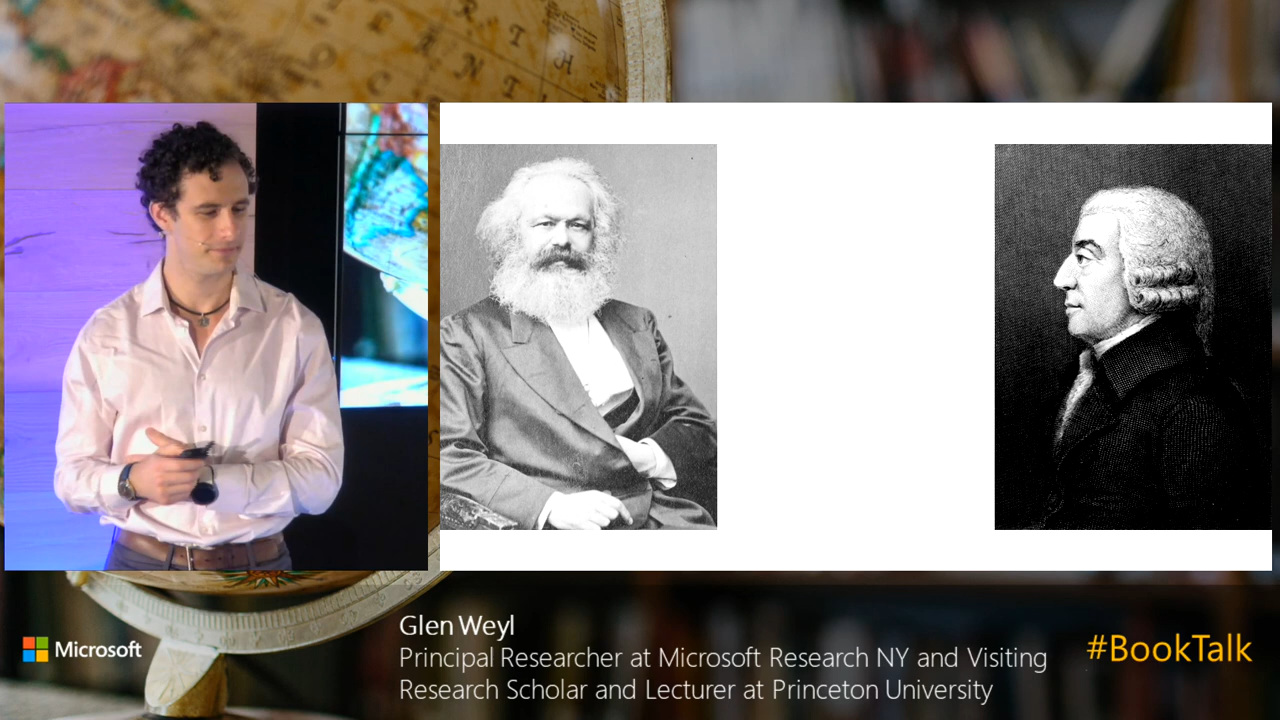 Glen Weyl
Principal Researcher at Microsoft Research NY and Visiting
Research Scholar and Lecturer at Princeton University
Microsoft
#BookTalk